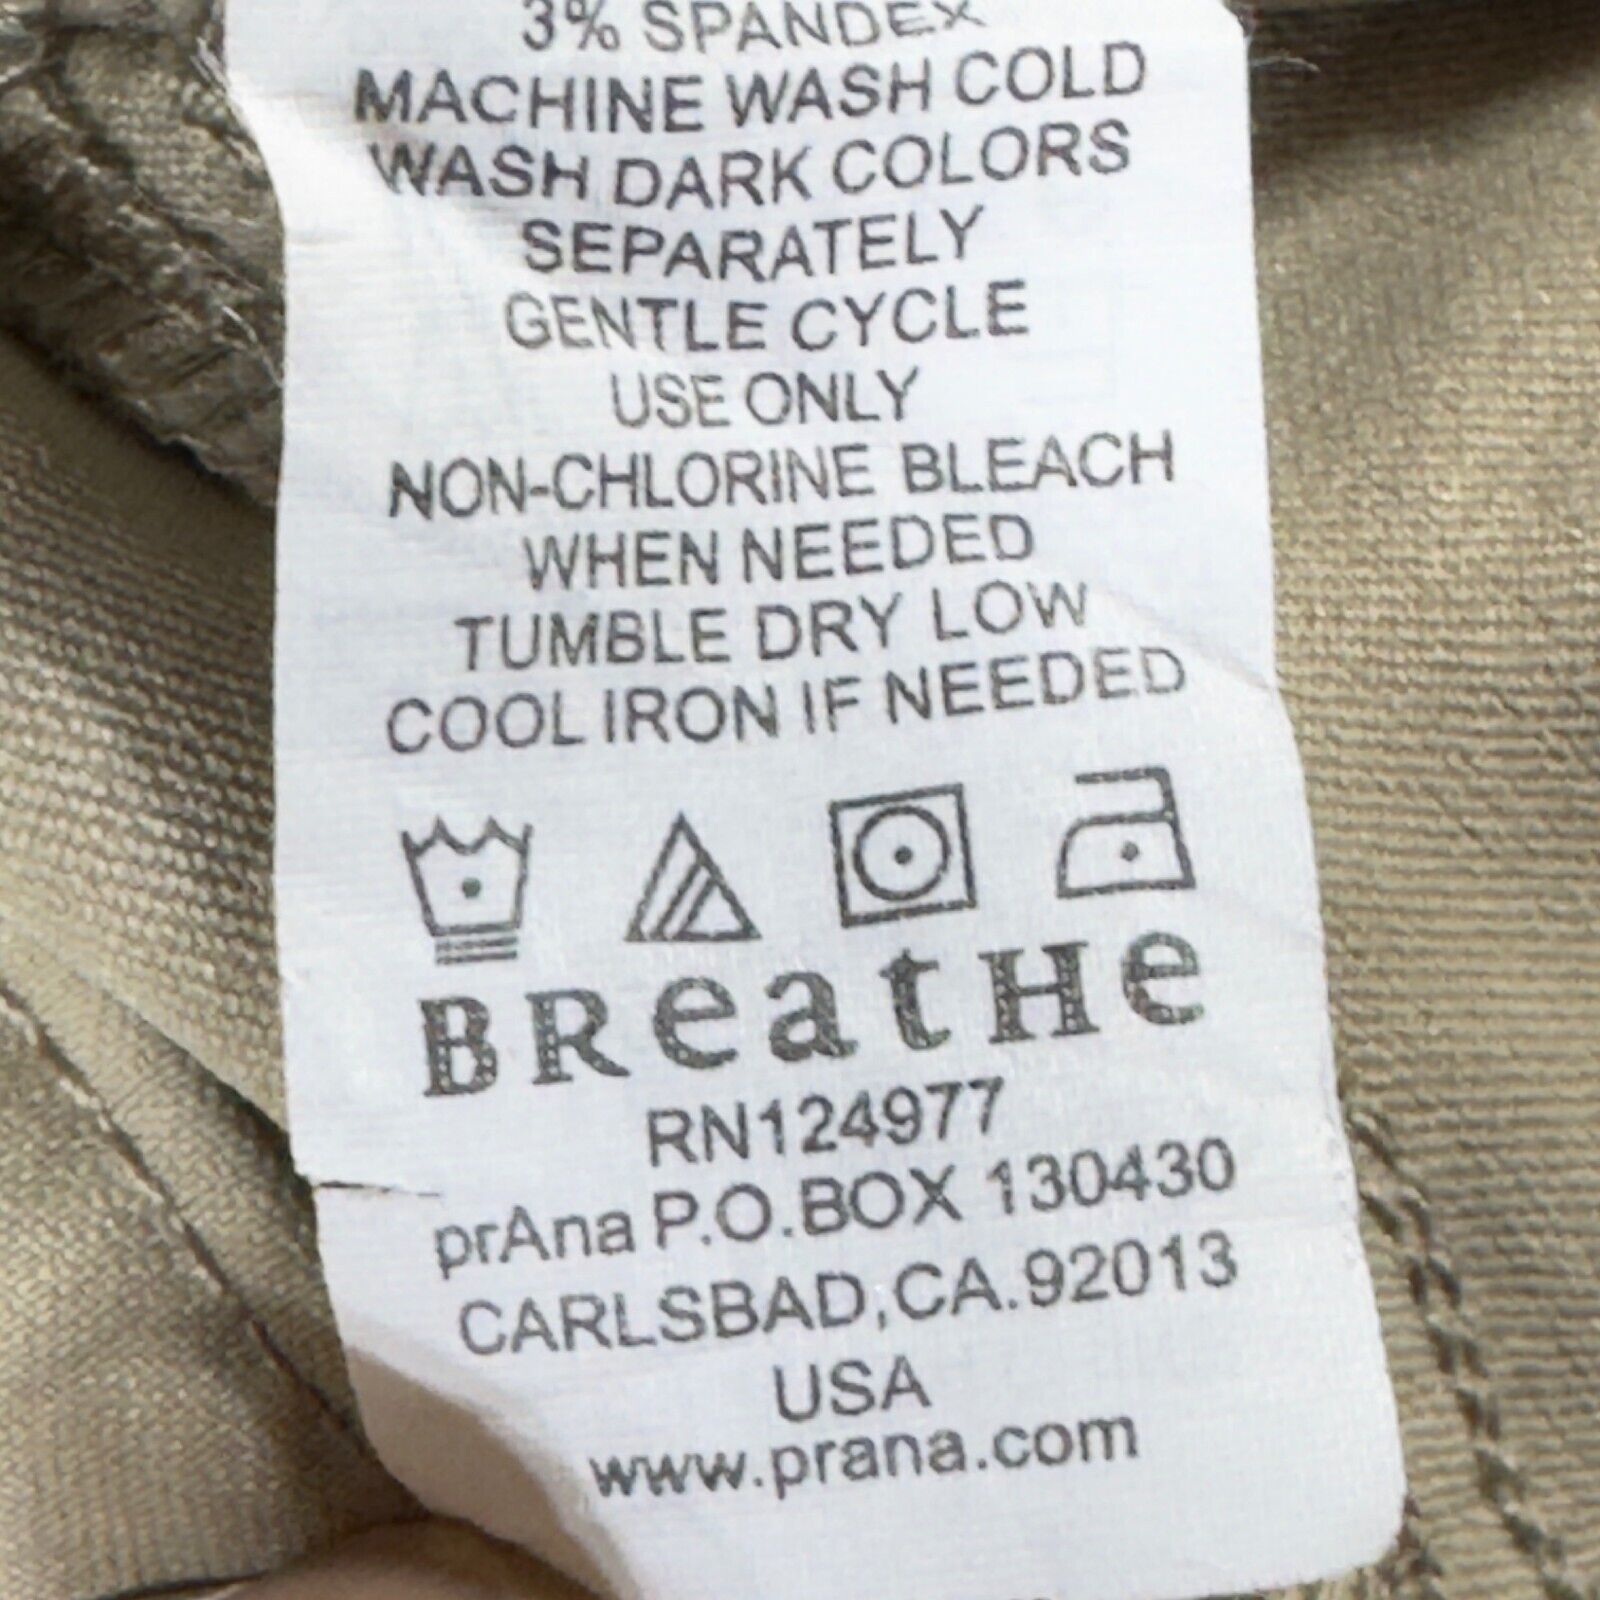 3% SPANDEX
MACHINE WASH COLD
WASH DARK COLORS
SEPARATELY
GENTLE CYCLE
USE ONLY
NON-CHLORINE BLEACH
WHEN NEEDED
TUMBLE DRY LOW
COOL IRON IF NEEDED
BReatHe
RN124977
prAna P.O.BOX 130430
CARLSBAD,CA.92013
USA
www.prana.com